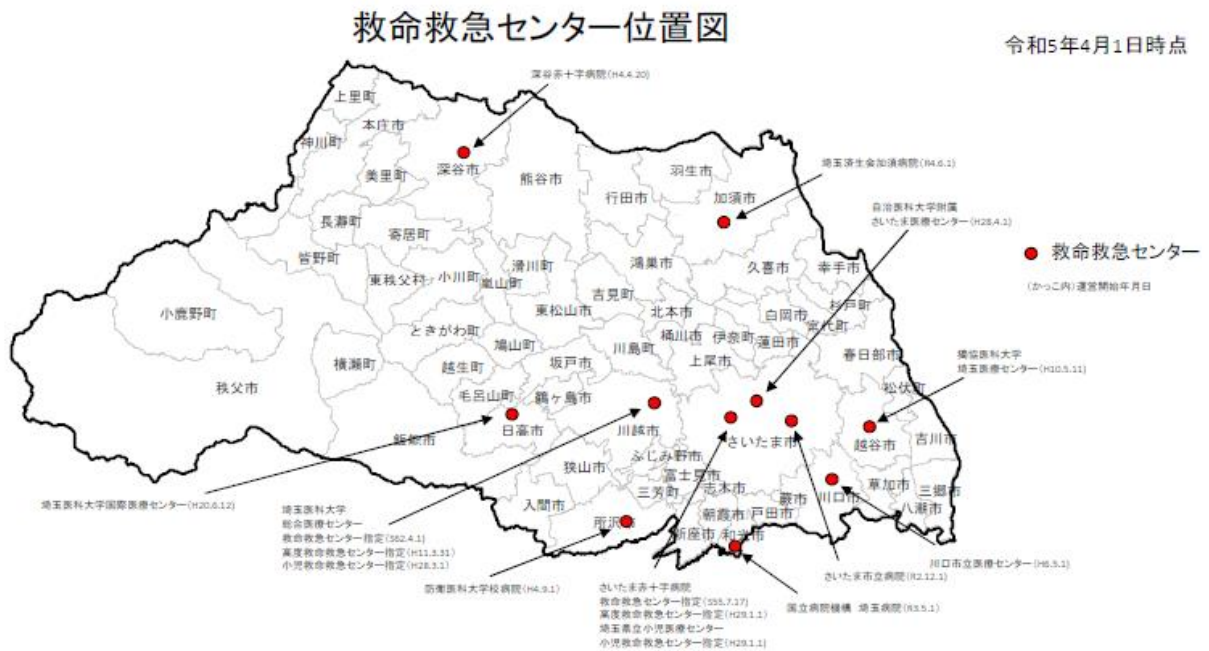 救命救急センター位置図
令和5年4月1日時点
深谷赤十字病院(H4.4.20)
上里町
本庄市
神川町
美里町
深谷市
熊谷市
行田市
羽生市
加須市
埼玉済生会加須病院(R4.6.1)
自治医科大学附属
さいたま医療センター(H28.4.1)
長瀞町
寄居町
皆野町
東秩父村
小川町
嵐山町
滑川町
鴻巣市
久喜市
幸手市
救命救急センター
(かっこ内)運営開始年月日
小鹿野町
東松山市
吉見町
北本市
白岡市
杉戸町
宮代町
ときがわ町
鳩山町
川島町
桶川市
伊奈町
蓮田市
上尾市
春日部市
横瀬町
越生町
坂戸市
秩父市
毛呂山町
鶴ヶ島市
松伏町
獨協医科大学
埼玉医療センター(H10.5.11)
飯能市
日高市
川越市
さいたま市
越谷市
吉川市
狭山市
ふじみ野市
富士見市
三芳町
志木市
蕨市
川口市
草加市
三郷市
八潮市
入間市
所沢市
朝霞市
戸田市
新座市
和光市
埼玉医科大学国際医療センター(H20.6.12)
埼玉医科大学
総合医療センター
救命救急センター指定(S62.4.1)
高度救命救急センター指定(H11.3.31)
小児救命救急センター指定(H28.3.1)
防衛医科大学校病院(H4.9.1)
さいたま赤十字病院
救命救急センター指定(S55.7.17)
高度救命救急センター指定(H29.1.1)
埼玉県立小児医療センター
小児救命救急センター指定(H29.1.1)
さいたま市立病院(R2.12.1)
国立病院機構 埼玉病院(R3.5.1)
川口市立医療センター(H6.5.1)